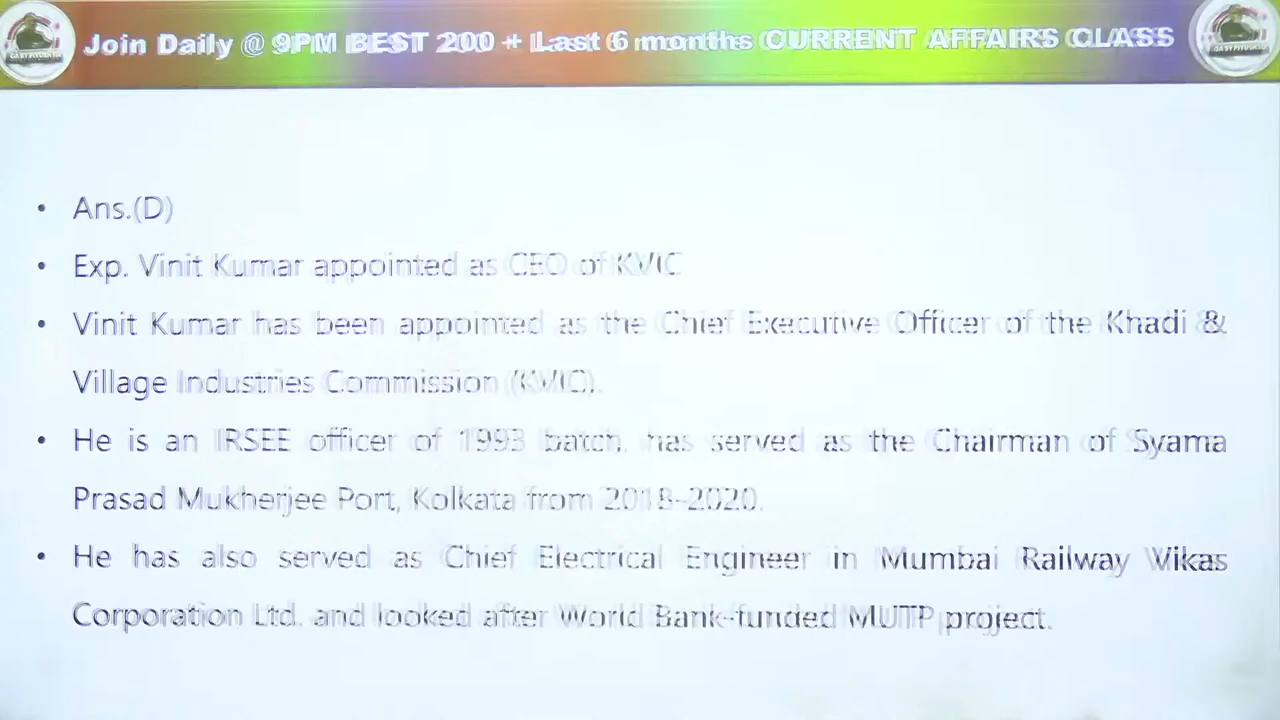 Join Daily @ 9PM BEST 200 + Last 6 months CURRENT AFFAIRS CLASS
• Ans.(D)
• Exp. Vinit Kumar appointed as CEO of KVIC
• Vinit Kumar has been appointed as the Chief Executive Officer of the Khadi &
Village Industries Commission (KVIC).
• He is an IRSEE officer of 1993 batch, has served as the Chairman of Syama
Prasad Mukherjee Port, Kolkata from 2018-2020.
• He has also served as Chief Electrical Engineer in Mumbai Railway Vikas
Corporation Ltd. and looked after World Bank-funded MUTP project.